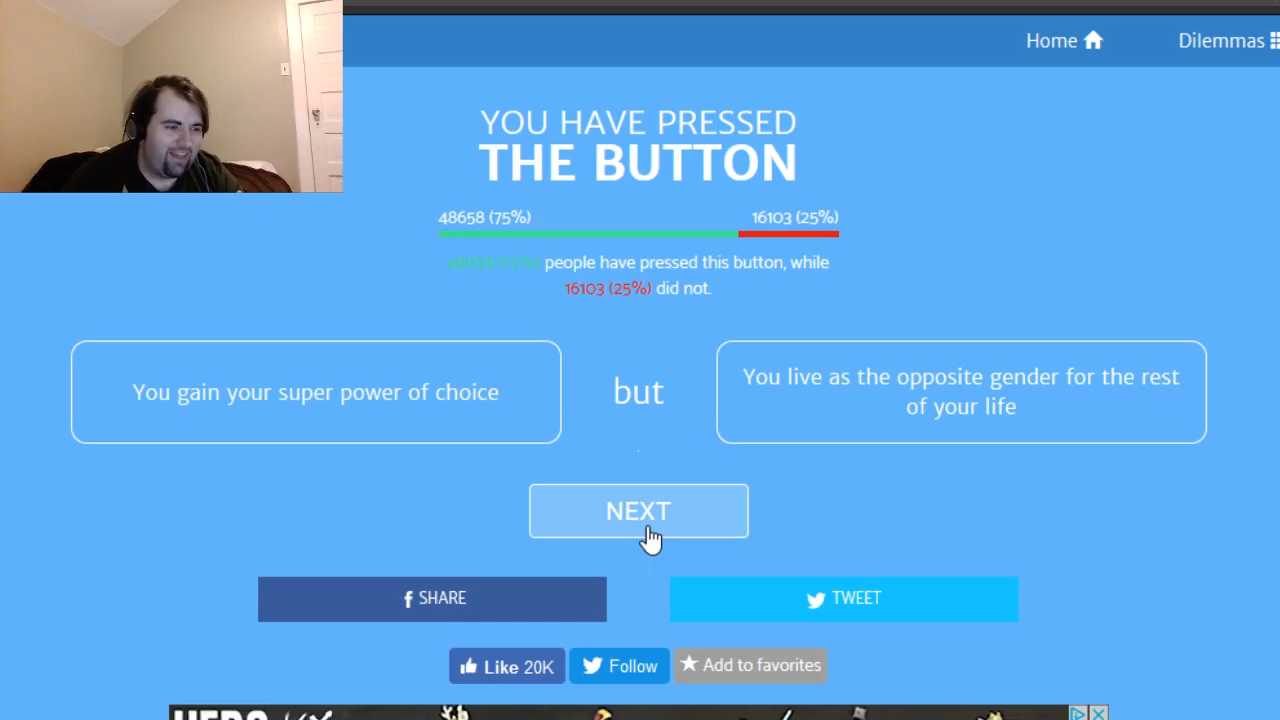 Home
Dilemmas
YOU HAVE PRESSED
THE BUTTON
48658 (75%)
16103 (25%)
48658 (75%) people have pressed this button, while
16103 (25%) did not.
You gain your super power of choice
but
You live as the opposite gender for the rest
of your life
NEXT
SHARE
TWEET
Like 20K
Follow
Add to favorites